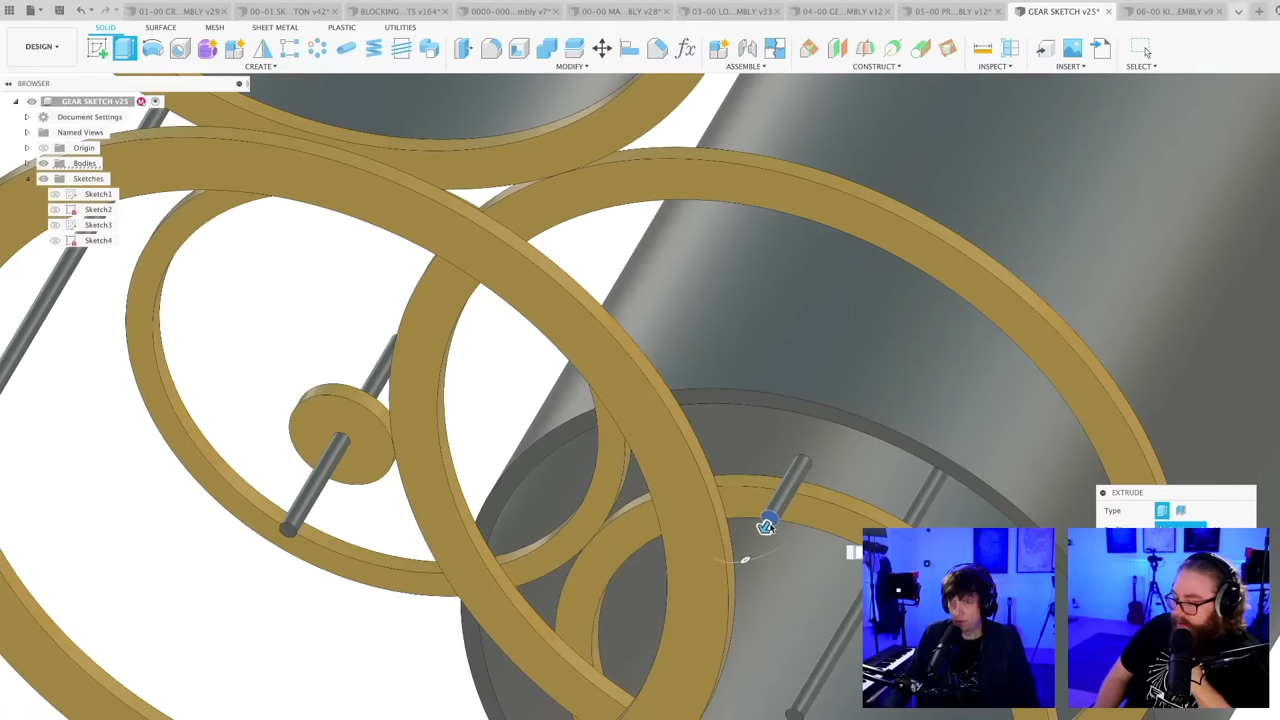 01-00 CR...MBLY v29
00-01 SK...TON v42*
BLOCKING...TS v164*
0000-000...mbly v7*
00-00 MA...BLY v28*
03-00 LO...MBLY v33
04-00 GE...MBLY v12
05-00 PR...BLY v12*
GEAR SKETCH v25*
06-00 KI...EMBLY v9
SOLID
SURFACE
MESH
SHEET METAL
PLASTIC
UTILITIES
DESIGN
CREATE
MODIFY
ASSEMBLE
CONSTRUCT
INSPECT
INSERT
SELECT
BROWSER
GEAR SKETCH v25
M
Document Settings
Named Views
Origin
Bodies
Sketches
Sketch1
Sketch2
Sketch3
Sketch4
EXTRUDE
Type